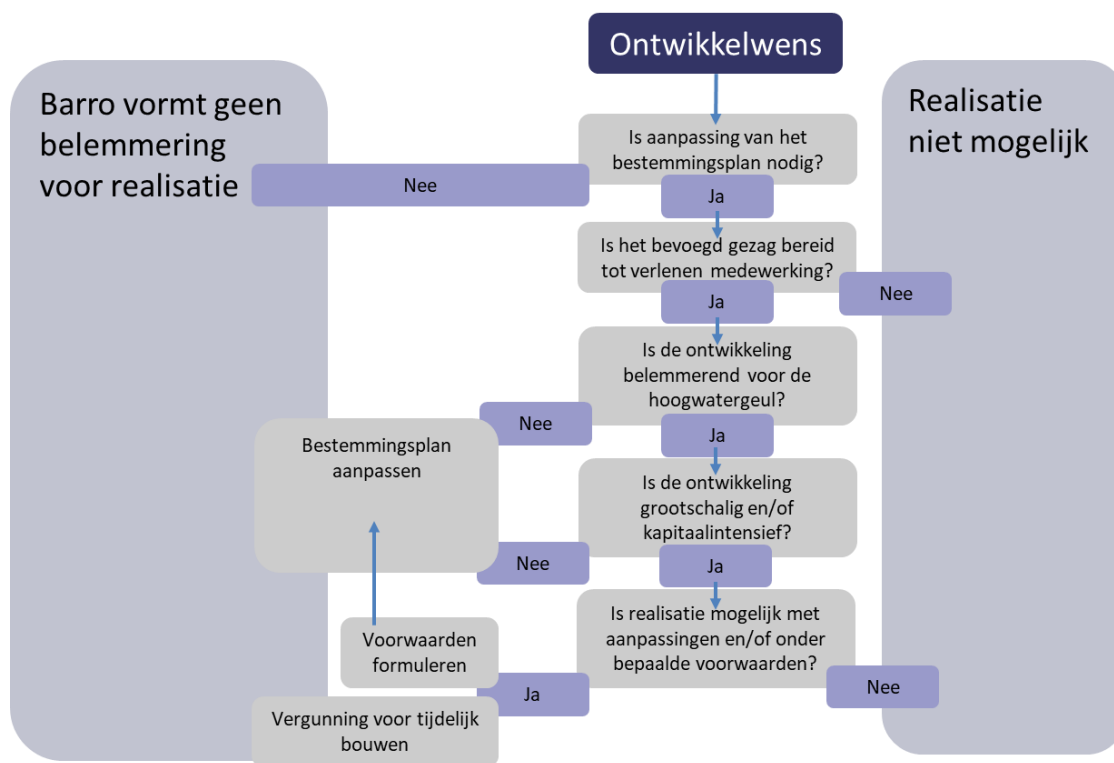 Ontwikkelwens
Barro vormt geen
belemmering
voor realisatie
Realisatie
niet mogelijk
Is aanpassing van het
bestemmingsplan nodig?
Nee
Ja
Is het bevoegd gezag bereid
tot verlenen medewerking?
Nee
Ja
Is de ontwikkeling
belemmerend voor de
hoogwatergeul?
Nee
Ja
Bestemmingsplan
aanpassen
Is de ontwikkeling
grootschalig en/of
kapitaalintensief?
Nee
Ja
Is realisatie mogelijk met
aanpassingen en/of onder
bepaalde voorwaarden?
Voorwaarden
formuleren
Ja
Nee
Vergunning voor tijdelijk
bouwen